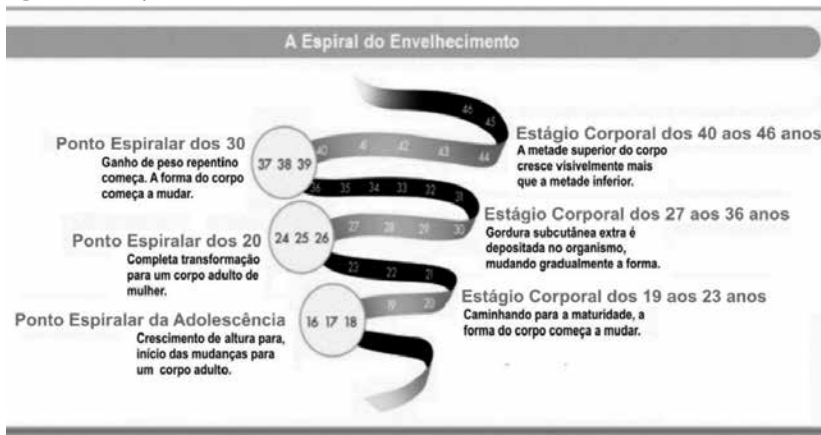 A Espiral do Envelhecimento
46
45
Ponto Espiralar dos 30
Ganho de peso repentino
começa. A forma do corpo
começa a mudar.
37 38 39
40 41 42 43 44
Estágio Corporal dos 40 aos 46 anos
A metade superior do corpo
cresce visivelmente mais
que a metade inferior.
36 35 34 33 32 31
Ponto Espiralar dos 20
Completa transformação
para um corpo adulto de
mulher.
24 25 26
27 28 29 30
Estágio Corporal dos 27 aos 36 anos
Gordura subcutânea extra é
depositada no organismo,
mudando gradualmente a forma.
23 22 21
Ponto Espiralar da Adolescência
Crescimento de altura para,
início das mudanças para
um corpo adulto.
16 17 18
19 20
Estágio Corporal dos 19 aos 23 anos
Caminhando para a maturidade, a
forma do corpo começa a mudar.